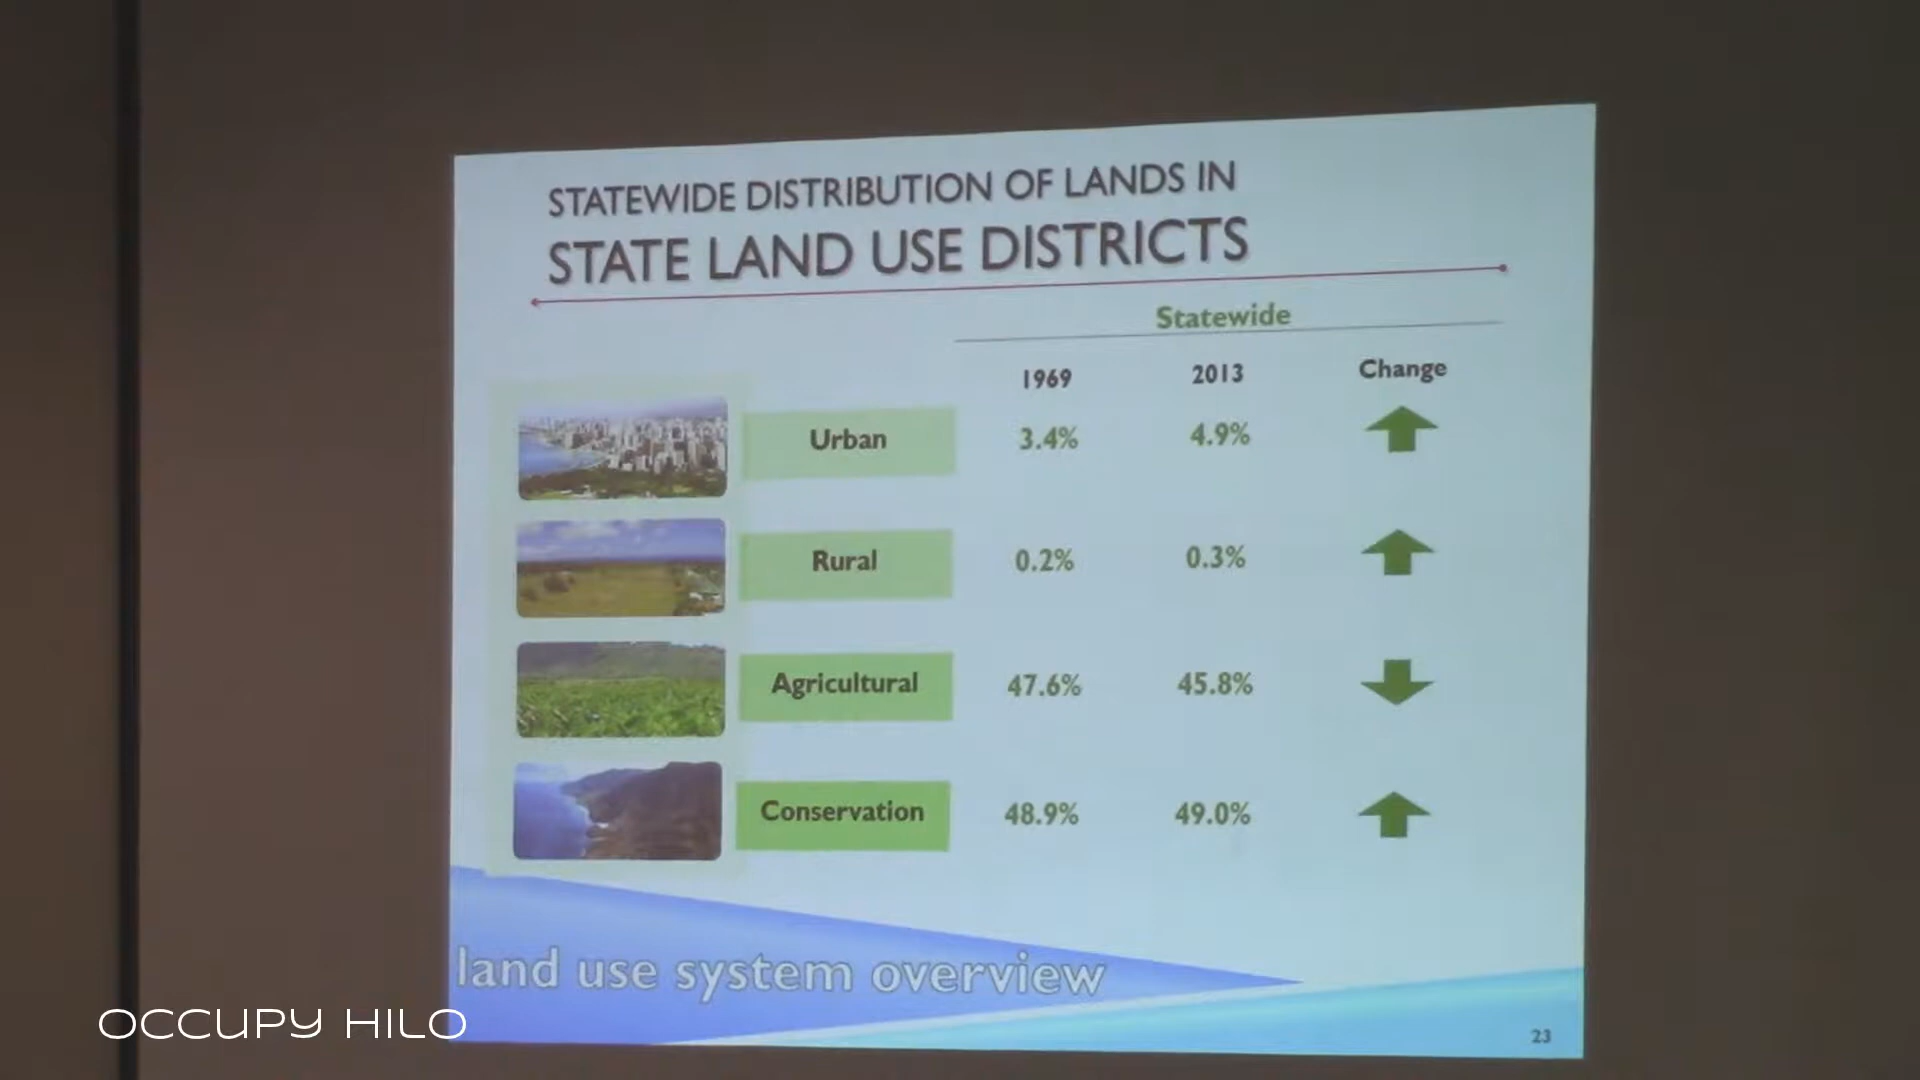 STATEWIDE DISTRIBUTION OF LANDS IN
STATE LAND USE DISTRICTS
Statewide
1969 2013 Change
Urban 3.4% 4.9%
Rural 0.2% 0.3%
Agricultural 47.6% 45.8%
Conservation 48.9% 49.0%
land use system overview
OCCUPY HILO
23